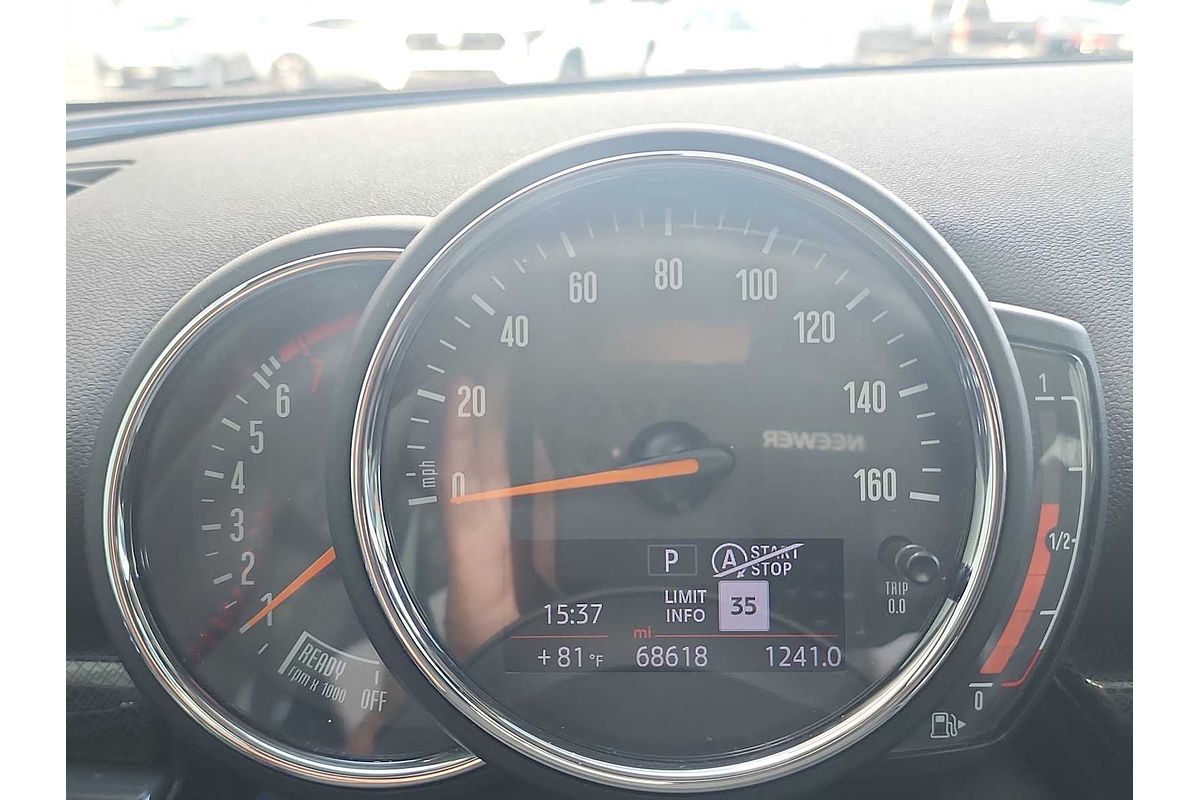 7
6
5
4
3
2
1
READY
rpm x 1000
OFF
0
20
40
60
80
100
120
140
160
mph
NEEWER
P
A START STOP
LIMIT INFO 35
15:37
mi
+81°F 68618 1241.0
TRIP
0.0
1
1/2
0